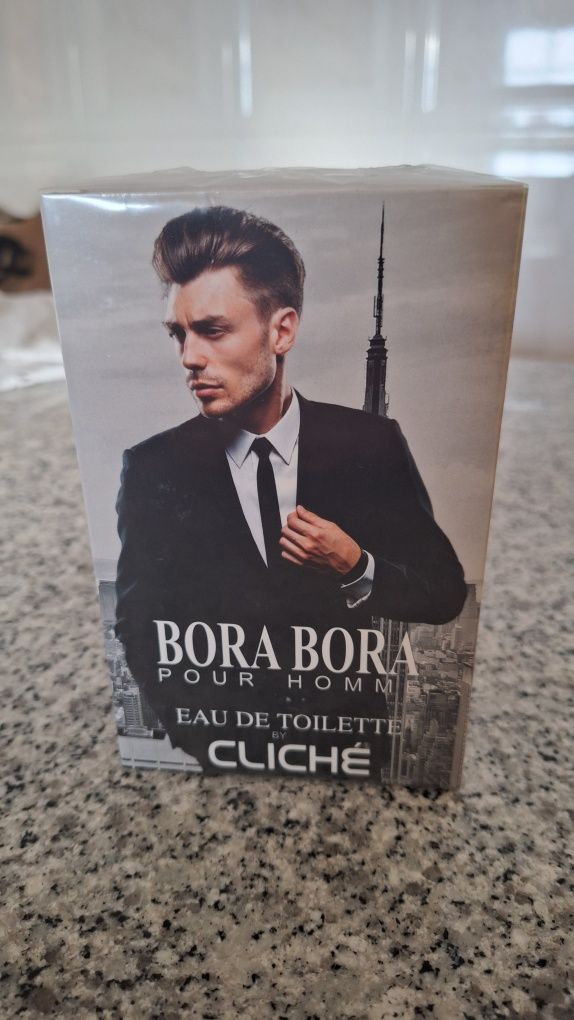 BORA BORA
POUR HOMM
EAU DE TOILETTE
BY
CLICHÉ